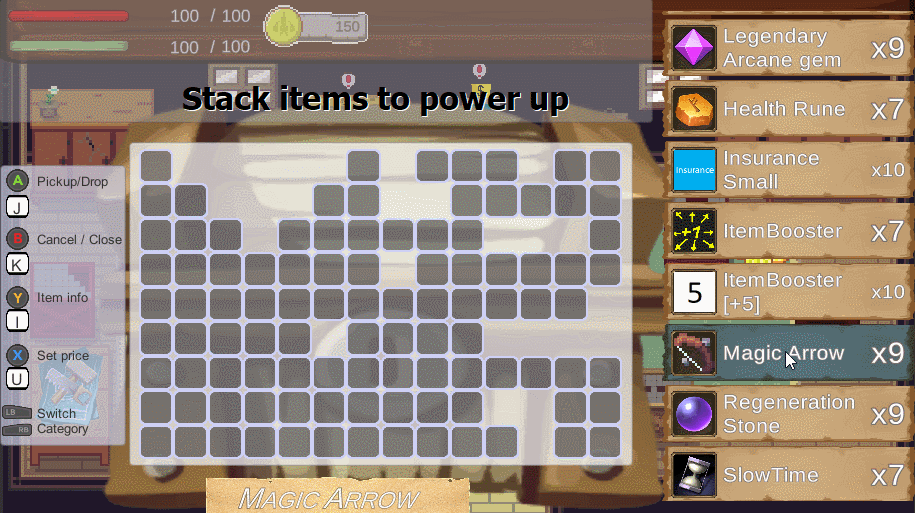 100 / 100
150
100 / 100
Stack items to power up
A Pickup/Drop
J
B Cancel / Close
K
Y Item info
I
X Set price
U
LB Switch
RB Category
Legendary
Arcane gem x9
Health Rune x7
Insurance
Insurance
Small x10
ItemBooster x7
+1
5
ItemBooster
[+5] x10
Magic Arrow x9
Regeneration
Stone x9
SlowTime x7
MAGIC ARROW